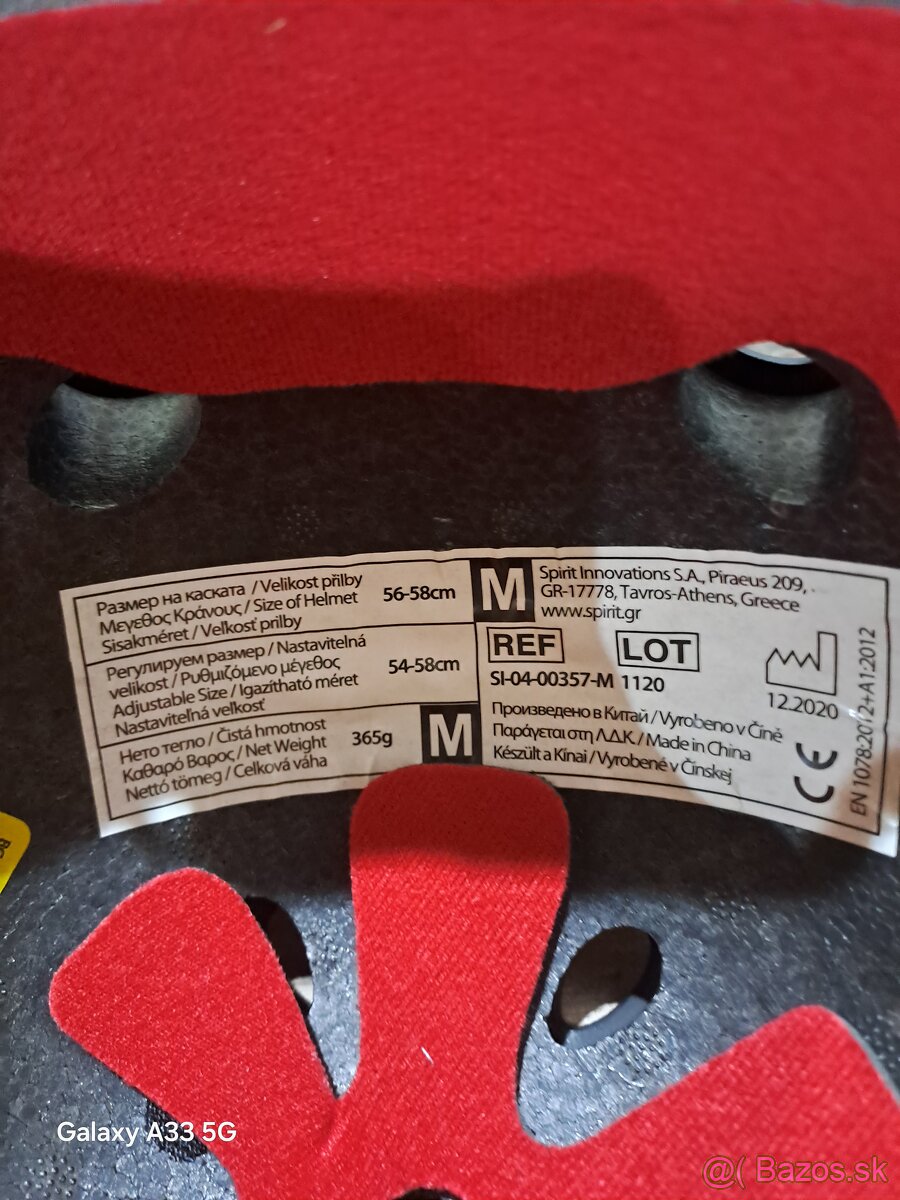 Размер на каската / Velikost přilby
Μεγεθος Κράνους / Size of Helmet
Sisakméret / Veľkosť prilby
56-58cm
M
Регулируем размер / Nastavitelná
velikost / Ρυθμιζόμενο μέγεθος
Adjustable Size / Igazítható méret
Nastaviteľná veľkosť
54-58cm
Нето тегло / Čistá hmotnost
Καθαρό Βαρος / Net Weight
Nettó tömeg / Celková váha
365g
M
Spirit Innovations S.A., Piraeus 209, .
GR-17778, Tavros-Athens, Greece
www.spirit.gr
REF
LOT
SI-04-00357-M 1120
12.2020
Произведено в Китай / Vyrobeno v Číně
Παράγεται στη Λ.Δ.Κ. / Made in China
Készült a Kínai / Vyrobené v Čínskej
CE
EN 1078:2012+A1:2012
Galaxy A33 5G
@( Bazos.sk